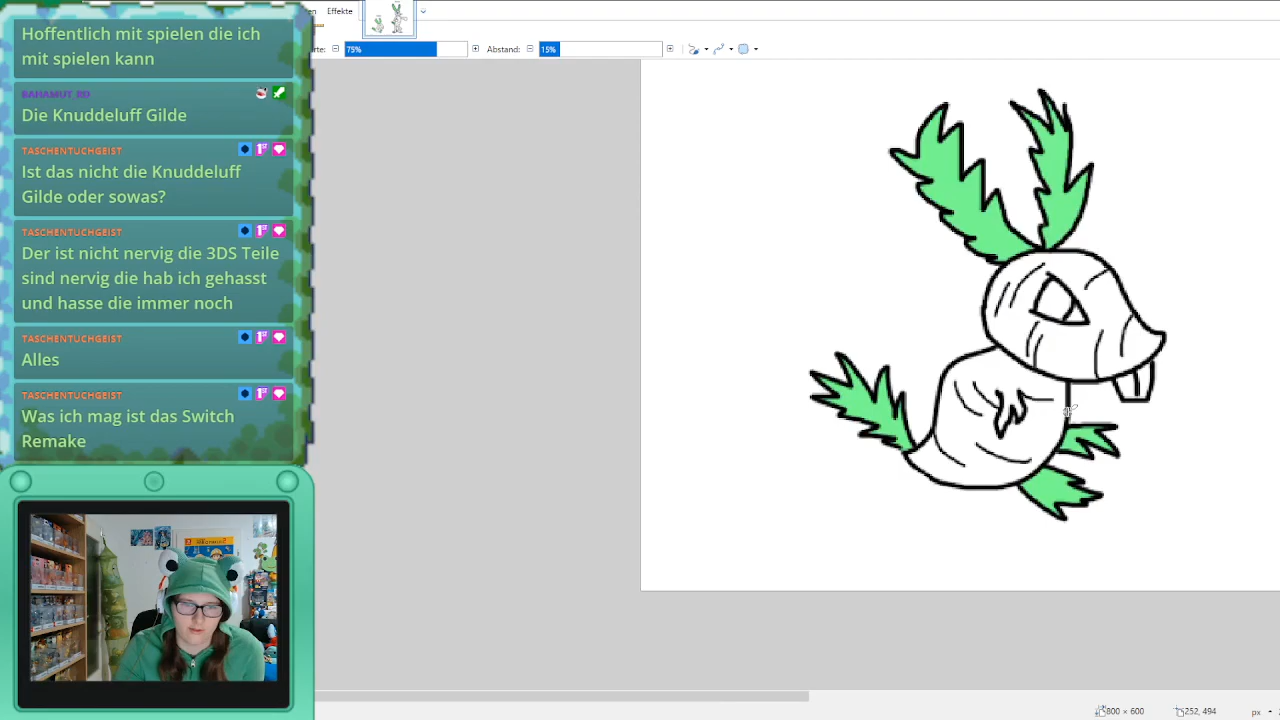 Hoffentlich mit spielen die ich
mit spielen kann
BAHAMUT RD
Die Knuddeluff Gilde
TASCHENTUCHGEIST
Ist das nicht die Knuddeluff
Gilde oder sowas?
TASCHENTUCHGEIST
Der ist nicht nervig die 3DS Teile
sind nervig die hab ich gehasst
und hasse die immer noch
TASCHENTUCHGEIST
Alles
TASCHENTUCHGEIST
Was ich mag ist das Switch
Remake
Effekte
75%
Abstand:
15%
800 × 600
252, 494
px